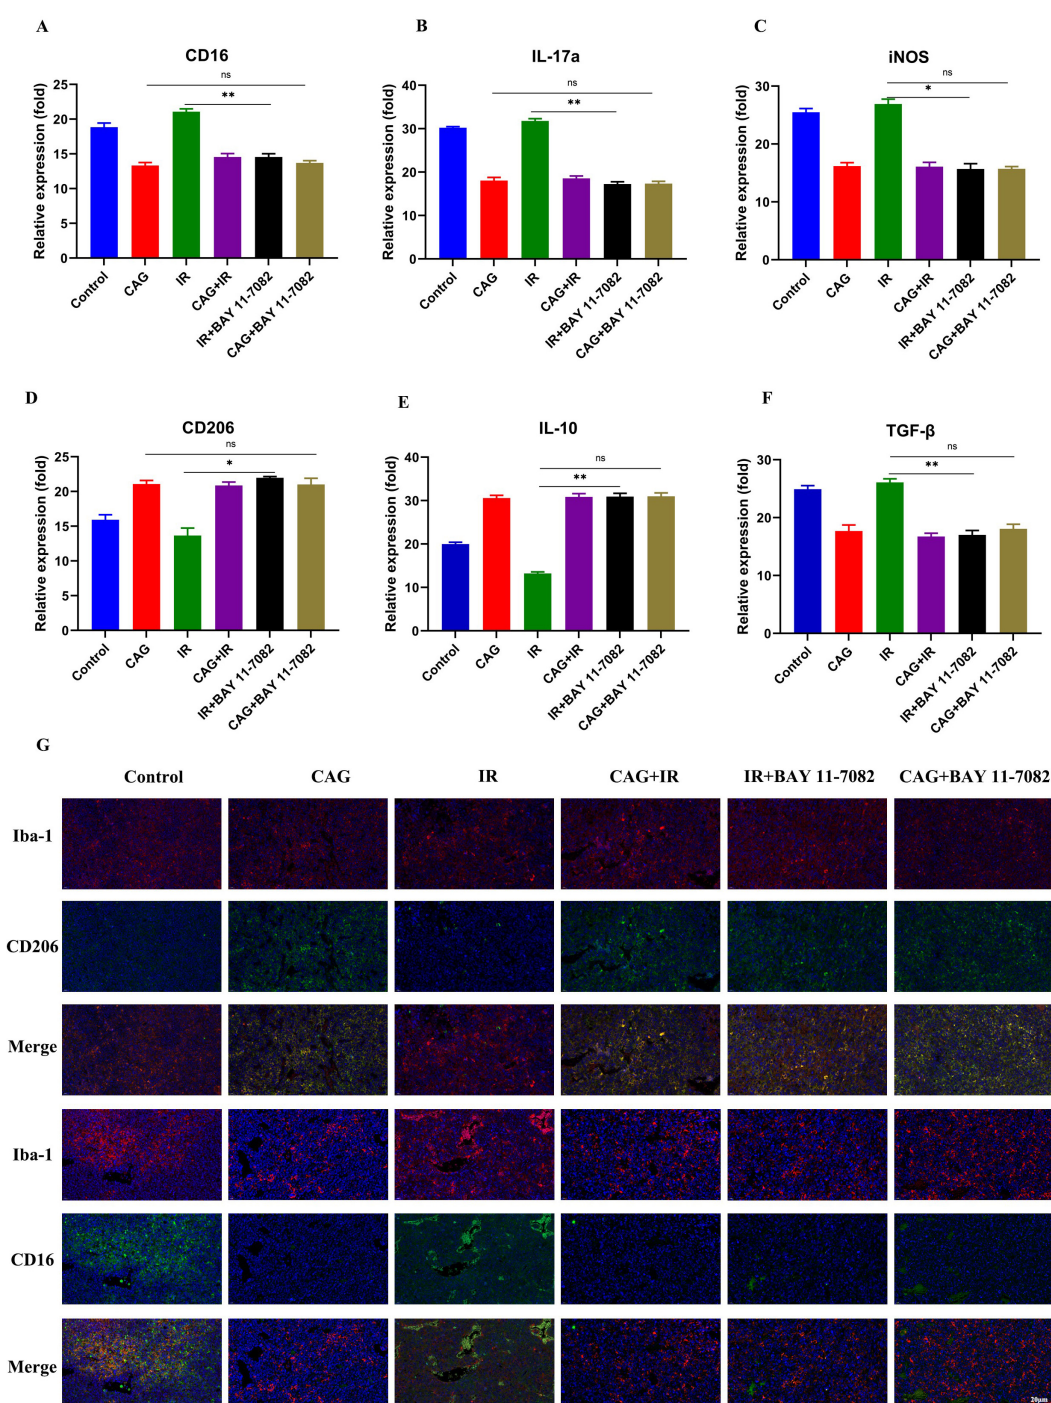 A
CD16
ns
**
Relative expression (fold)
25
20
15
10
5
0
Control
CAG
IR
CAG+IR
IR+BAY 11-7082
CAG+BAY 11-7082
B
IL-17a
ns
**
Relative expression (fold)
40
30
20
10
0
Control
CAG
IR
CAG+IR
IR+BAY 11-7082
CAG+BAY 11-7082
C
iNOS
ns
*
Relative expression (fold)
30
20
10
0
Control
CAG
IR
CAG+IR
IR+BAY 11-7082
CAG+BAY 11-7082
D
CD206
ns
*
Relative expression (fold)
25
20
15
10
5
0
Control
CAG
IR
CAG+IR
IR+BAY 11-7082
CAG+BAY 11-7082
E
IL-10
ns
**
Relative expression (fold)
40
30
20
10
0
Control
CAG
IR
CAG+IR
IR+BAY 11-7082
CAG+BAY 11-7082
F
TGF-β
ns
**
Relative expression (fold)
30
20
10
0
Control
CAG
IR
CAG+IR
IR+BAY 11-7082
CAG+BAY 11-7082
G
Control CAG IR CAG+IR IR+BAY 11-7082 CAG+BAY 11-7082
Iba-1
CD206
Merge
Iba-1
CD16
Merge
20μm